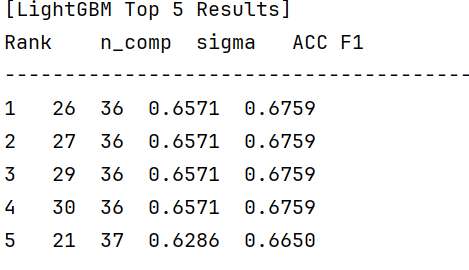 [LightGBM Top 5 Results]
Rank n_comp sigma ACC F1
----------------------------------------
1 26 36 0.6571 0.6759
2 27 36 0.6571 0.6759
3 29 36 0.6571 0.6759
4 30 36 0.6571 0.6759
5 21 37 0.6286 0.6650